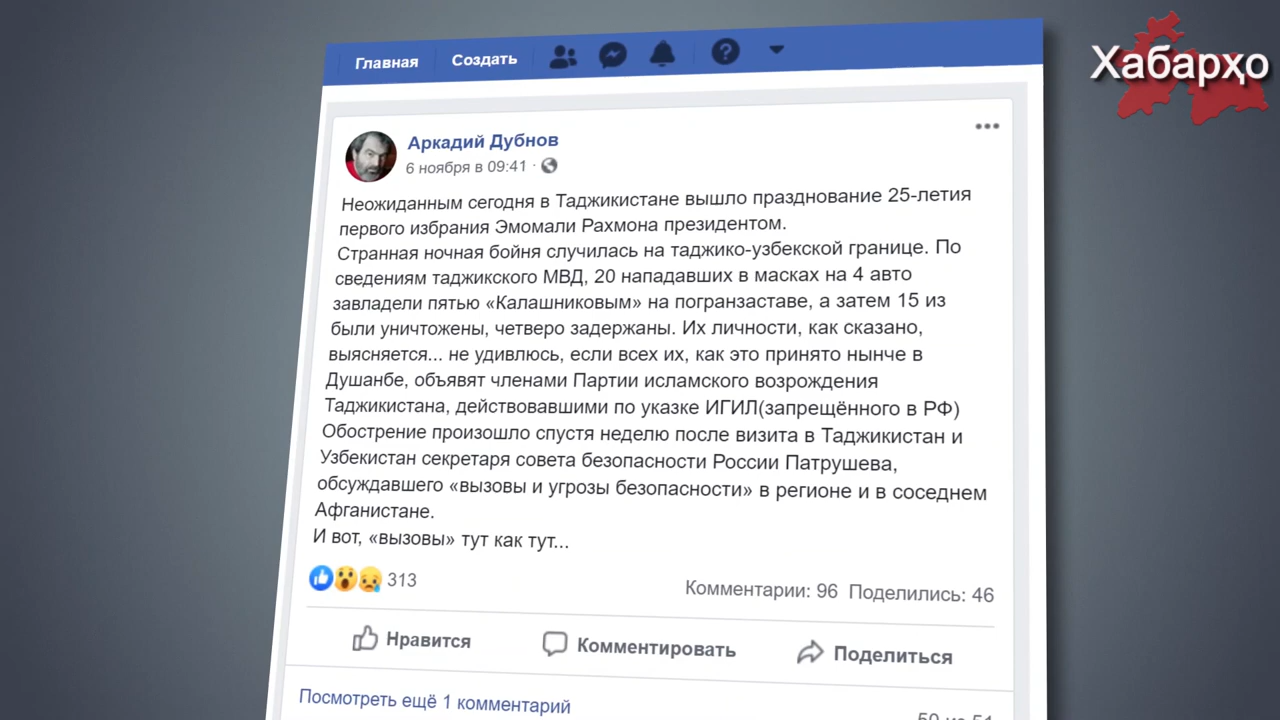 Главная Создать
Хабарҳо
Аркадий Дубнов
6 ноября в 09:41 ·
Неожиданным сегодня в Таджикистане вышло празднование 25-летия
первого избрания Эмомали Рахмона президентом.
Странная ночная бойня случилась на таджико-узбекской границе. По
сведениям таджикского МВД, 20 нападавших в масках на 4 авто
завладели пятью «Калашниковым» на погранзаставе, а затем 15 из
были уничтожены, четверо задержаны. Их личности, как сказано,
выясняется... не удивлюсь, если всех их, как это принято нынче в
Душанбе, объявят членами Партии исламского возрождения
Таджикистана, действовавшими по указке ИГИЛ(запрещённого в РФ)
Обострение произошло спустя неделю после визита в Таджикистан и
Узбекистан секретаря совета безопасности России Патрушева,
обсуждавшего «вызовы и угрозы безопасности» в регионе и в соседнем
Афганистане.
И вот, «вызовы» тут как тут...
313 Комментарии: 96 Поделились: 46
Нравится Комментировать Поделиться
Посмотреть ещё 1 комментарий